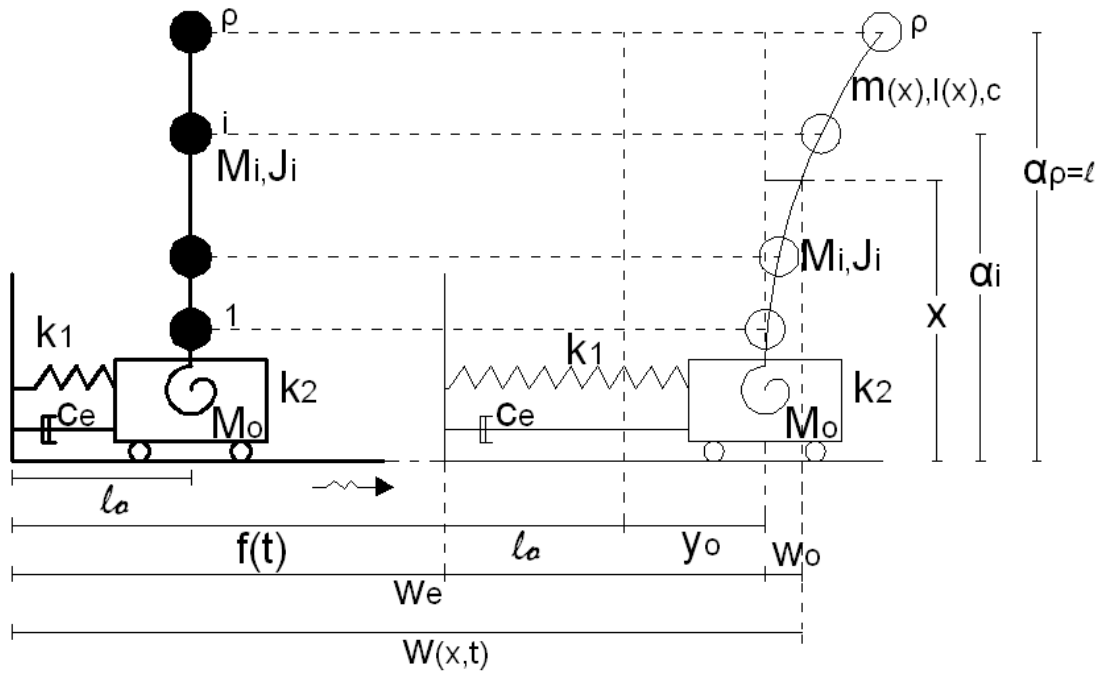 ρ
ρ
m(x),I(x),c
i
Mi,Ji
αρ=ℓ
Mi,Ji
αi
x
1
k1
k1
k2
k2
ce
ce
Mo
Mo
ℓo
f(t)
ℓo
yo
wo
we
w(x,t)